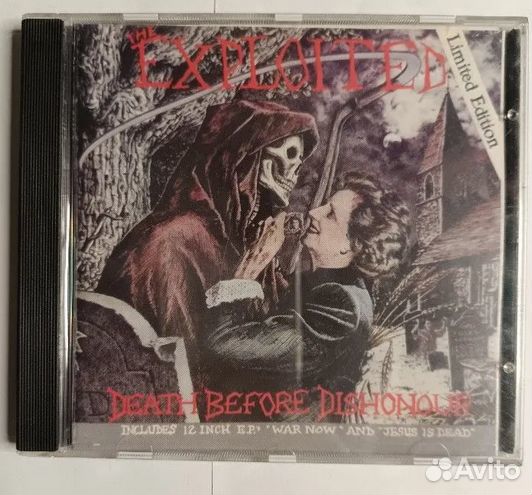 THE
EXPLOITED
Limited Edition
DEATH BEFORE DISHONOUR
INCLUDES 12 INCH E.P.'S "WAR NOW" AND "JESUS IS DEAD"
Avito